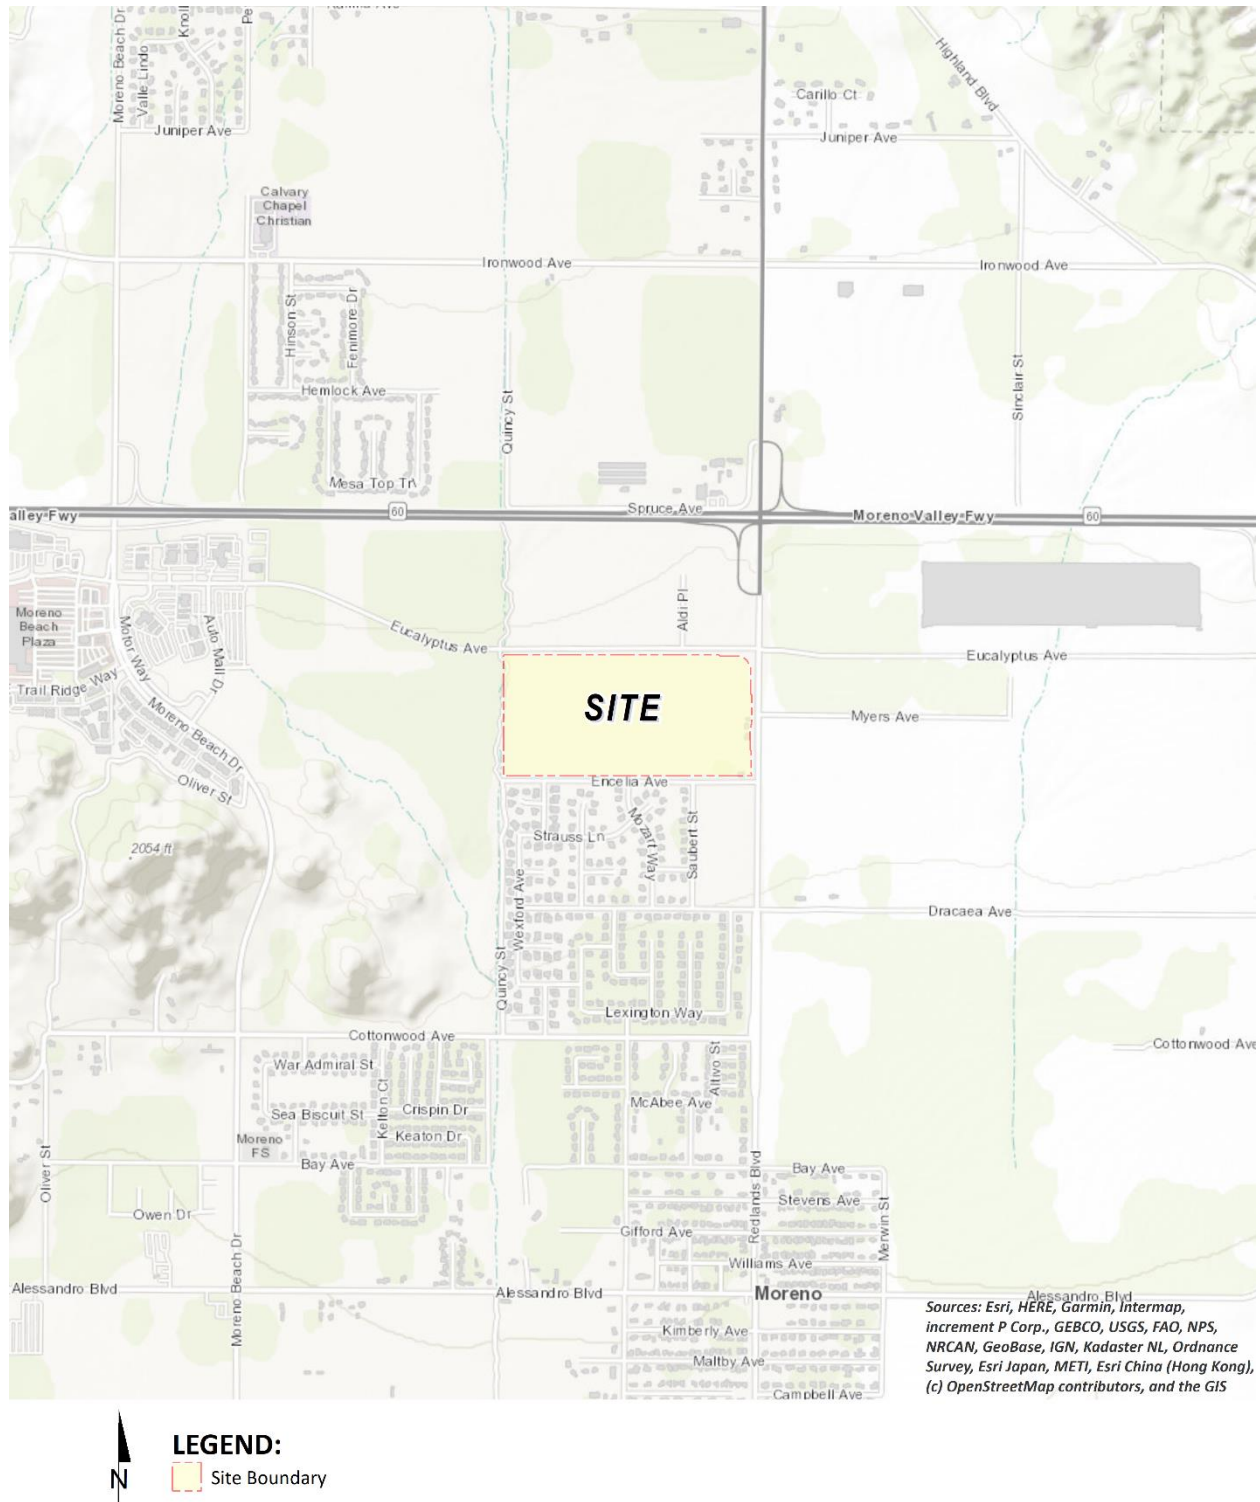 Moreno Beach Dr
Valle Lindo
Knoll
Pe
Juniper Ave
Highland Blvd
Carillo Ct
Juniper Ave
Calvary
Chapel
Christian
Ironwood Ave
Ironwood Ave
Hinson St
Fenimore Dr
Hemlock Ave
Quincy St
Sinclair St
Mesa Top Tr
Spruce Ave
alley Fwy
60
Moreno Valley Fwy
60
Moreno
Beach
Plaza
Motor Way
Auto Mall Dr
Eucalyptus Ave
Aldi Pl
Eucalyptus Ave
Trail Ridge Way
Moreno Beach Dr
SITE
Myers Ave
Oliver St
Encelia Ave
2054 ft
Strauss Ln
Mozart Way
Saubert St
Wexford Ave
Dracaea Ave
Quincy St
Lexington Way
Cottonwood Ave
Cottonwood Ave
War Admiral St
Altivo St
Kelton Ct
Crispin Dr
McAbee Ave
Sea Biscuit St
Keaton Dr
Moreno
FS
Bay Ave
Bay Ave
Oliver St
Redlands Blvd
Stevens Ave
Merwin St
Owen Dr
Gifford Ave
Moreno Beach Dr
Williams Ave
Alessandro Blvd
Alessandro Blvd
Moreno
Alessandro Blvd
Kimberly Ave
Maltby Ave
Campbell Ave
Sources: Esri, HERE, Garmin, Intermap,
increment P Corp., GEBCO, USGS, FAO, NPS,
NRCAN, GeoBase, IGN, Kadaster NL, Ordnance
Survey, Esri Japan, METI, Esri China (Hong Kong),
(c) OpenStreetMap contributors, and the GIS
N
LEGEND:
Site Boundary